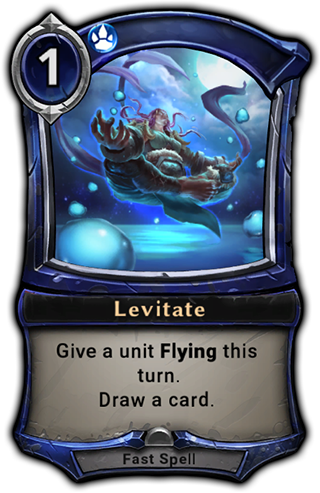 1
Levitate
Give a unit Flying this
turn.
Draw a card.
Fast Spell